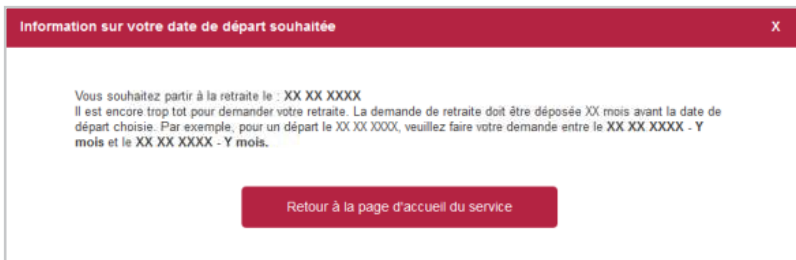 Information sur votre date de départ souhaitée X
Vous souhaitez partir à la retraite le : XX XX XXXX
Il est encore trop tot pour demander votre retraite. La demande de retraite doit être déposée XX mois avant la date de
départ choisie. Par exemple, pour un départ le XX XX XXXX, veuillez faire votre demande entre le XX XX XXXX - Y
mois et le XX XX XXXX - Y mois.
Retour à la page d'accueil du service